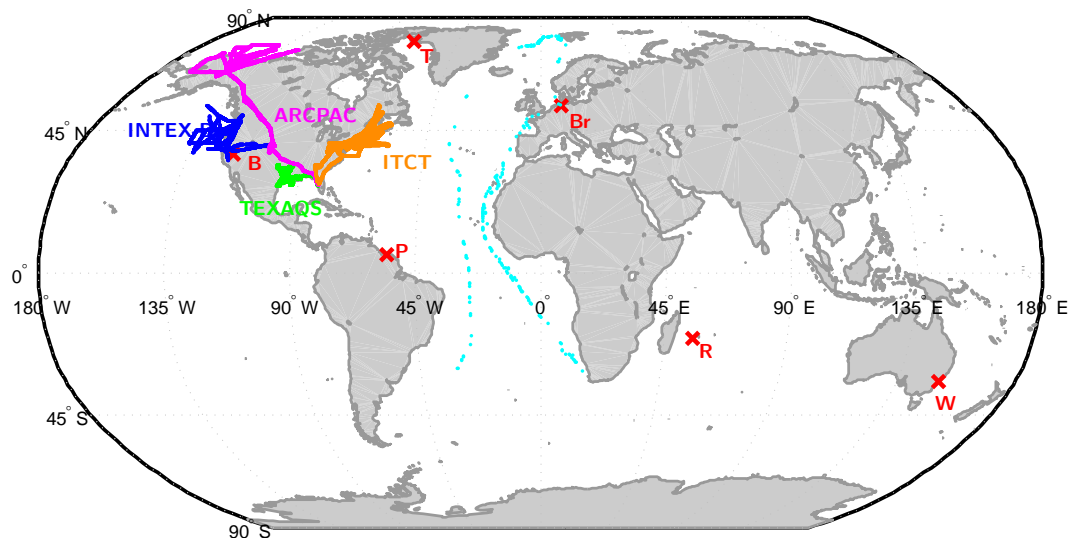 90° N
T
ARCPAC
Br
INTEX-B
45° N
B
ITCT
TEXAQS
P
0°
180° W
135° W
90° W
45° W
0°
45° E
90° E
135° E
180° E
R
W
45° S
90° S